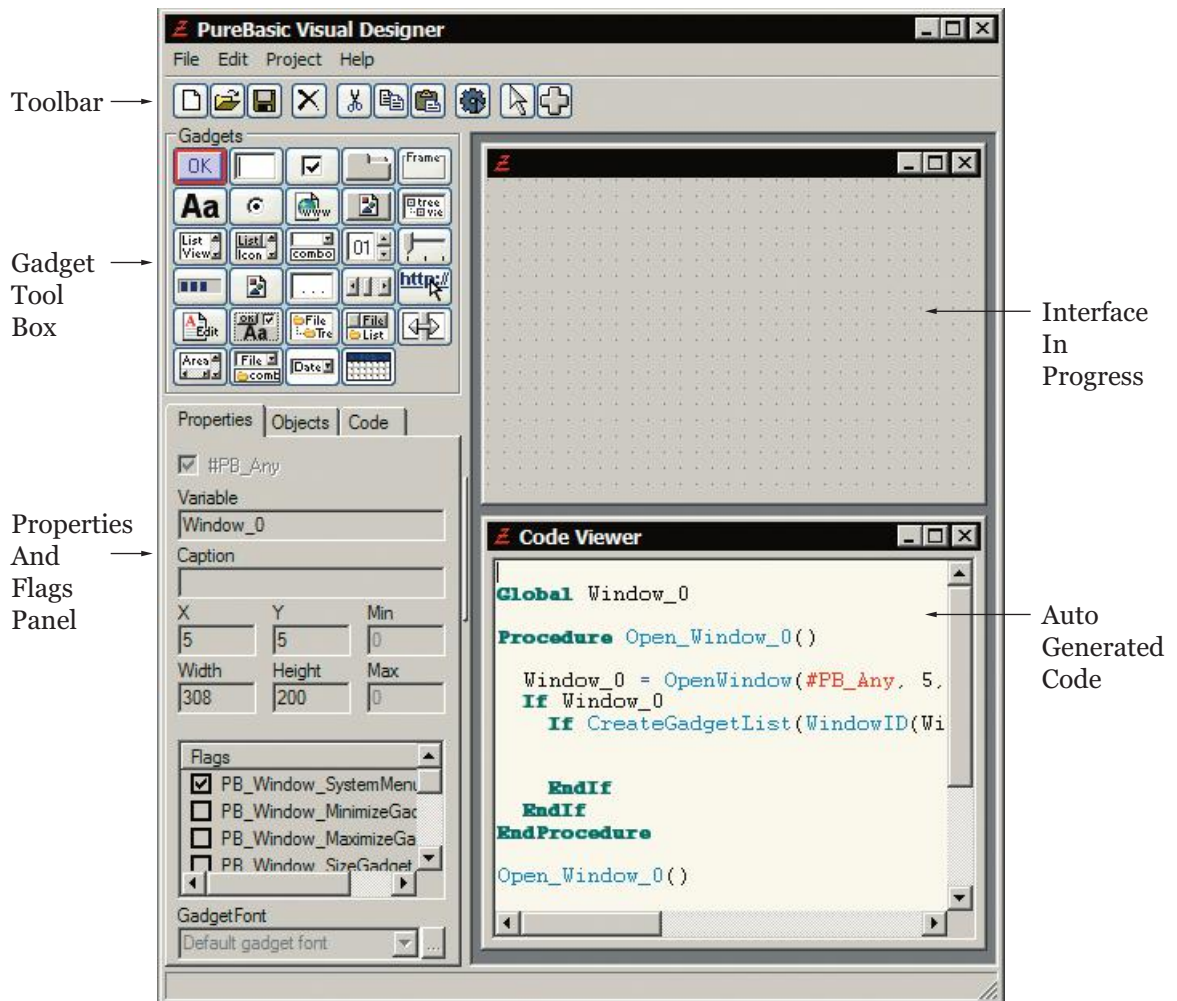 PureBasic Visual Designer
File Edit Project Help
Toolbar
Gadgets
OK
Frame
Aa
www
tree
vie
List
View
List
Icon
combo
01
http://
...
Edit
OK
Aa
File
Tre
File
List
Area
File
comb
Date
Gadget
Tool
Box
Interface
In
Progress
Properties Objects Code
#PB_Any
Variable
Window_0
Caption
X Y Min
5 5 0
Width Height Max
308 200 0
Flags
PB_Window_SystemMenu
PB_Window_MinimizeGad
PB_Window_MaximizeGa
PB_Window_SizeGadget
GadgetFont
Default gadget font ...
Properties
And
Flags
Panel
Code Viewer
Global Window_0
Procedure Open_Window_0()
Window_0 = OpenWindow(#PB_Any, 5,
If Window_0
If CreateGadgetList(WindowID(Wi
EndIf
EndIf
EndProcedure
Open_Window_0()
Auto
Generated
Code